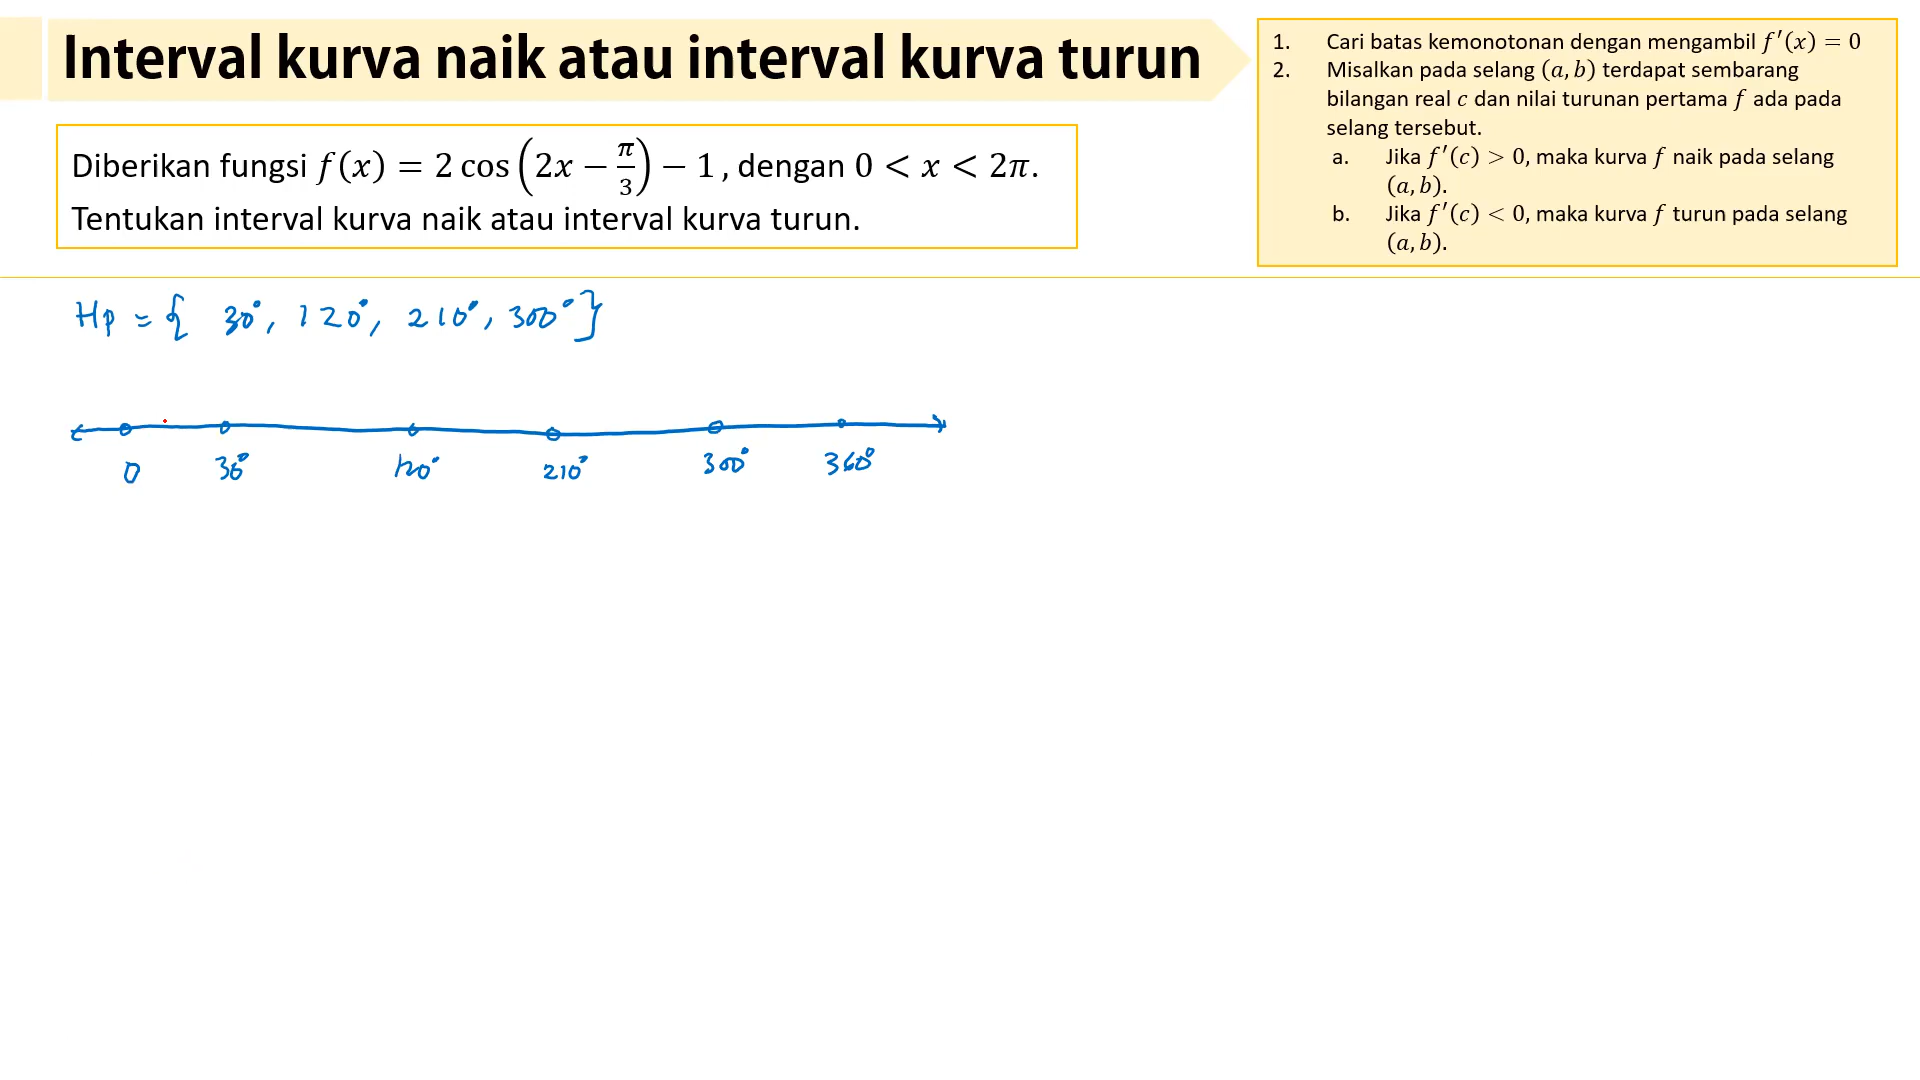 Interval kurva naik atau interval kurva turun
Diberikan fungsi f(x) = 2 cos (2x − π/3) − 1, dengan 0 < x < 2π.
Tentukan interval kurva naik atau interval kurva turun.
1. Cari batas kemonotonan dengan mengambil f′(x) = 0
2. Misalkan pada selang (a, b) terdapat sembarang
bilangan real c dan nilai turunan pertama f ada pada
selang tersebut.
a. Jika f′(c) > 0, maka kurva f naik pada selang
(a, b).
b. Jika f′(c) < 0, maka kurva f turun pada selang
(a, b).
Hp = { 30°, 120°, 210°, 300° }
0 30° 120° 210° 300° 360°